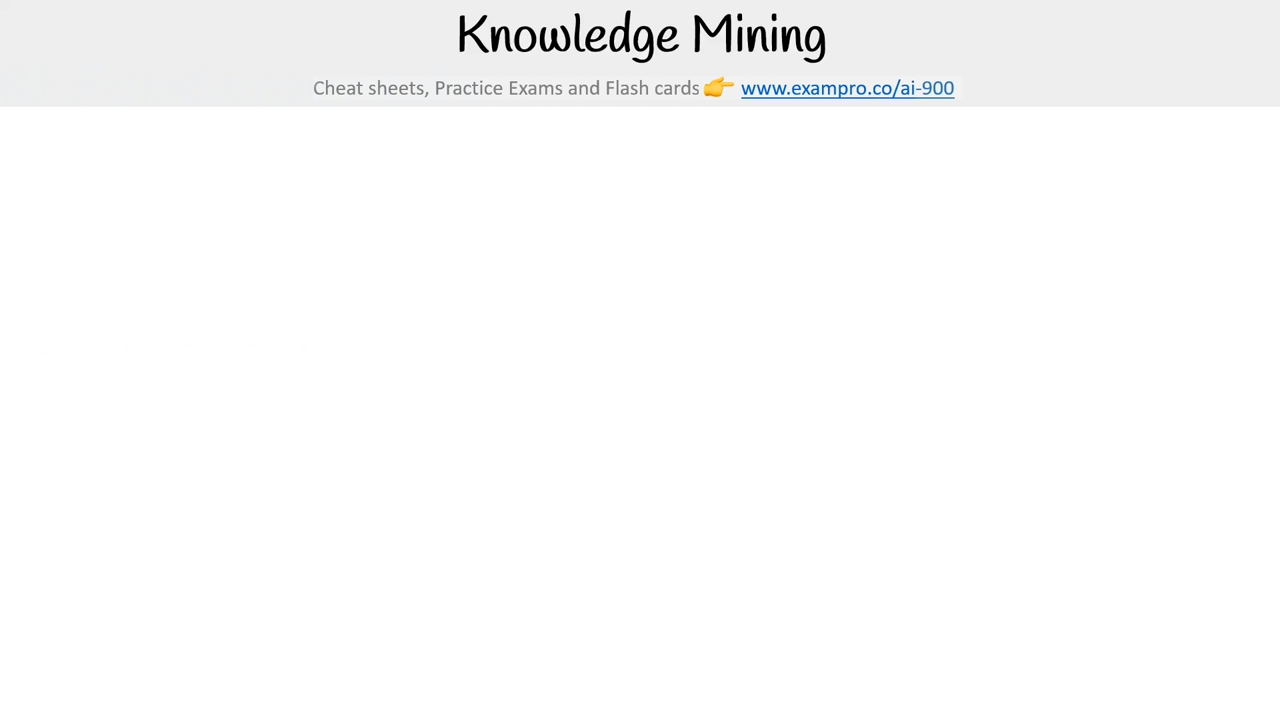 Knowledge Mining
Cheat sheets, Practice Exams and Flash cards 👉 www.exampro.co/ai-900